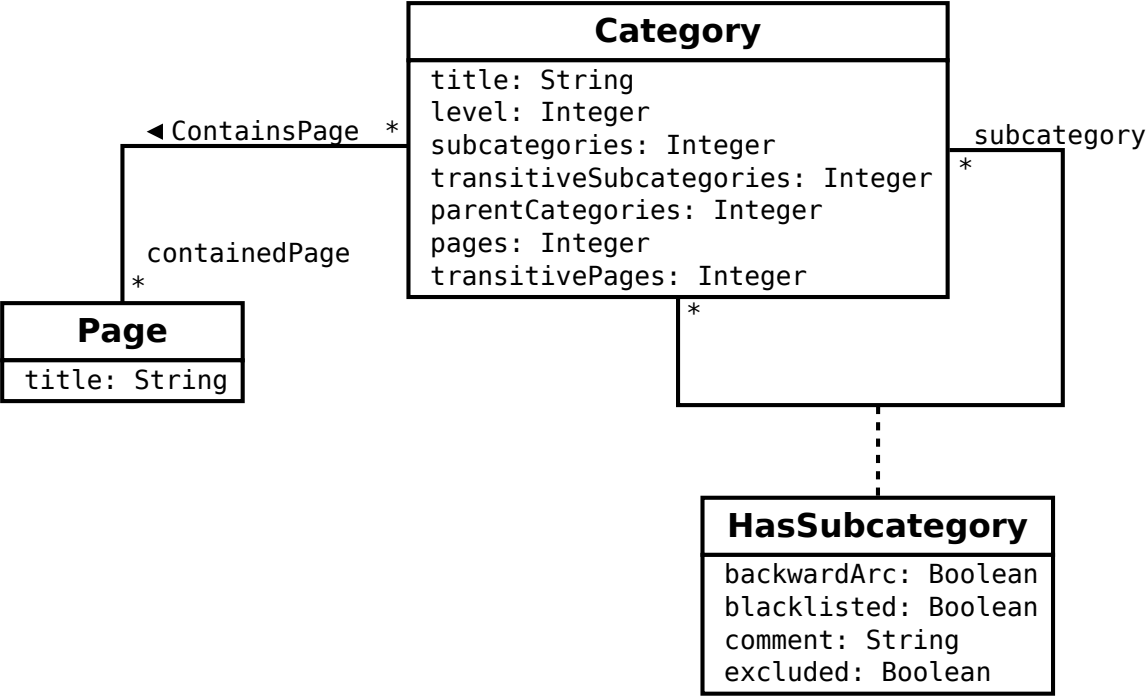 Category
title: String
level: Integer
subcategories: Integer
transitiveSubcategories: Integer
parentCategories: Integer
pages: Integer
transitivePages: Integer
◀ ContainsPage *
containedPage
*
subcategory
*
*
Page
title: String
HasSubcategory
backwardArc: Boolean
blacklisted: Boolean
comment: String
excluded: Boolean